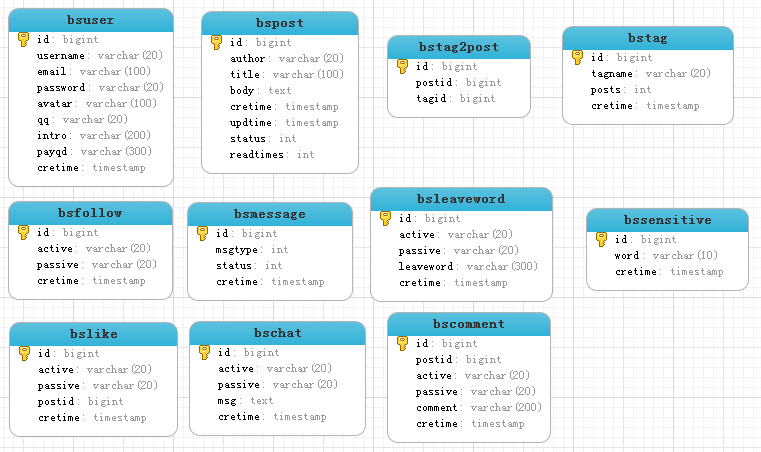 bsuser
id: bigint
username: varchar(20)
email: varchar(100)
password: varchar(20)
avatar: varchar(100)
qq: varchar(20)
intro: varchar(200)
payqd: varchar(300)
cretime: timestamp
bspost
id: bigint
author: varchar(20)
title: varchar(100)
body: text
cretime: timestamp
updtime: timestamp
status: int
readtimes: int
bstag2post
id: bigint
postid: bigint
tagid: bigint
bstag
id: bigint
tagname: varchar(20)
posts: int
cretime: timestamp
bsfollow
id: bigint
active: varchar(20)
passive: varchar(20)
cretime: timestamp
bsmessage
id: bigint
msgtype: int
status: int
cretime: timestamp
bsleaveword
id: bigint
active: varchar(20)
passive: varchar(20)
leaveword: varchar(300)
cretime: timestamp
bssensitive
id: bigint
word: varchar(10)
cretime: timestamp
bslike
id: bigint
active: varchar(20)
passive: varchar(20)
postid: bigint
cretime: timestamp
bschat
id: bigint
active: varchar(20)
passive: varchar(20)
msg: text
cretime: timestamp
bscomment
id: bigint
postid: bigint
active: varchar(20)
passive: varchar(20)
comment: varchar(200)
cretime: timestamp